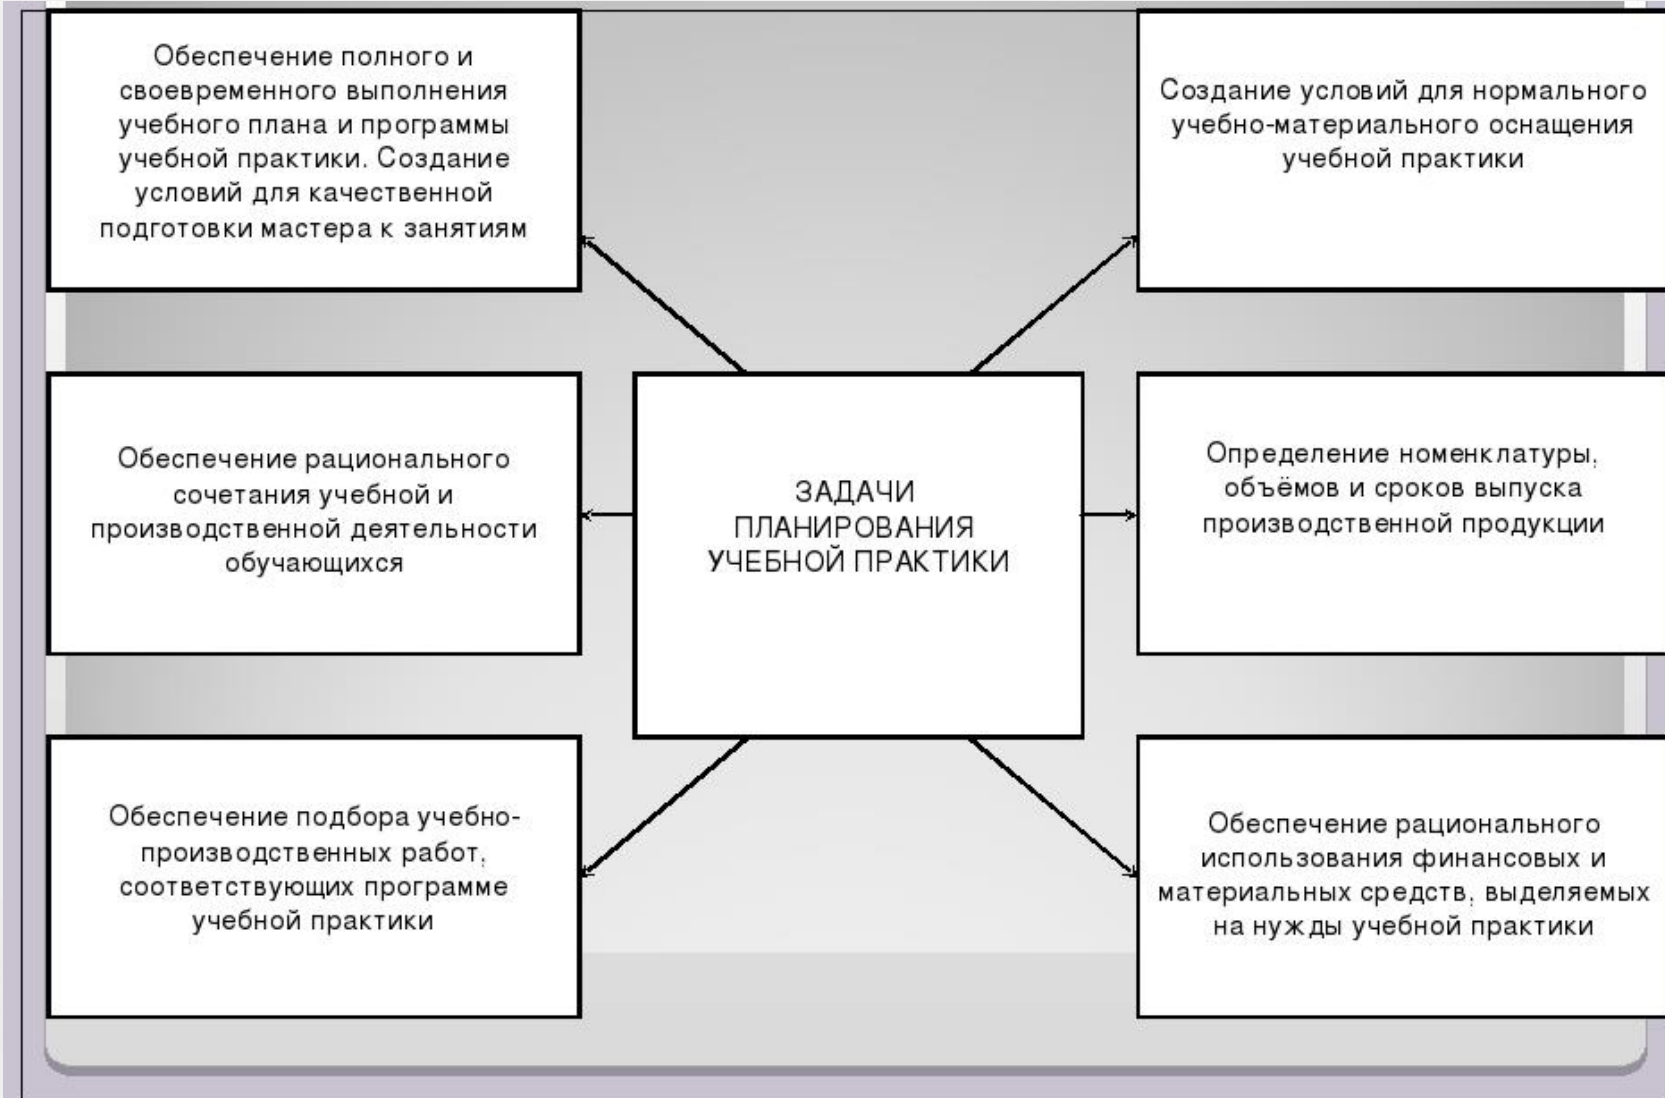 Обеспечение полного и
своевременного выполнения
учебного плана и программы
учебной практики. Создание
условий для качественной
подготовки мастера к занятиям
Создание условий для нормального
учебно-материального оснащения
учебной практики
Обеспечение рационального
сочетания учебной и
производственной деятельности
обучающихся
ЗАДАЧИ
ПЛАНИРОВАНИЯ
УЧЕБНОЙ ПРАКТИКИ
Определение номенклатуры,
объёмов и сроков выпуска
производственной продукции
Обеспечение подбора учебно-
производственных работ,
соответствующих программе
учебной практики
Обеспечение рационального
использования финансовых и
материальных средств, выделяемых
на нужды учебной практики